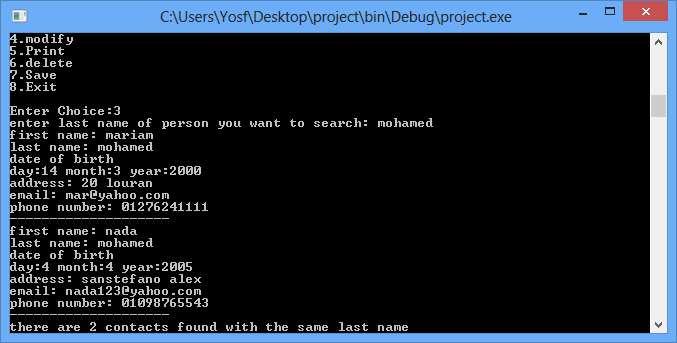 C:\Users\Yosf\Desktop\project\bin\Debug\project.exe
4.modify
5.Print
6.delete
7.Save
8.Exit
Enter Choice:3
enter last name of person you want to search: mohamed
first name: mariam
last name: mohamed
date of birth
day:14 month:3 year:2000
address: 20 louran
email: mar@yahoo.com
phone number: 01276241111
--------------------
first name: nada
last name: mohamed
date of birth
day:4 month:4 year:2005
address: sanstefano alex
email: nada123@yahoo.com
phone number: 01098765543
--------------------
there are 2 contacts found with the same last name